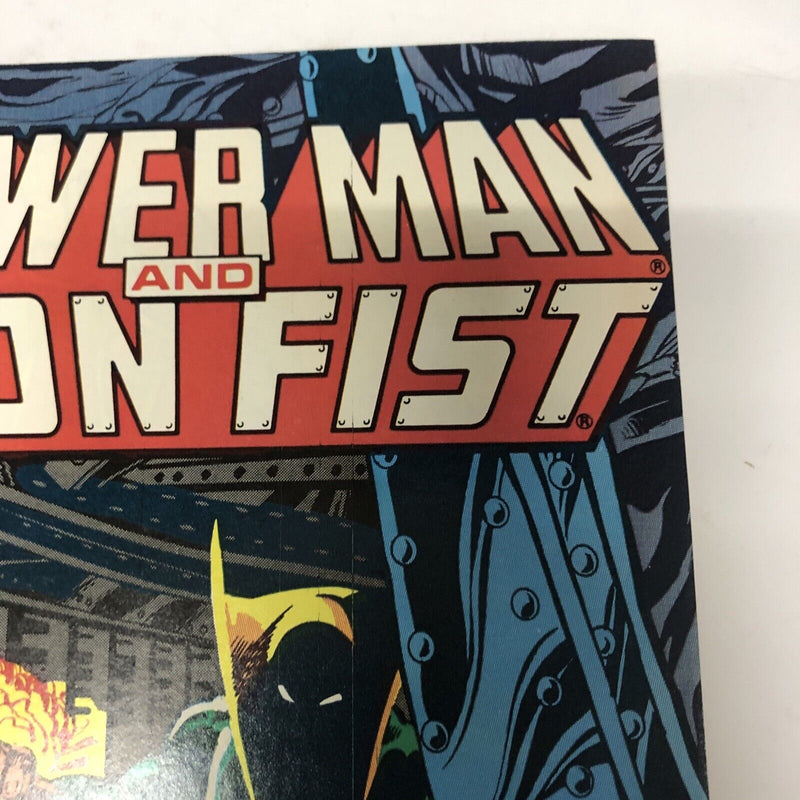 WER MAN
AND
ON FIST